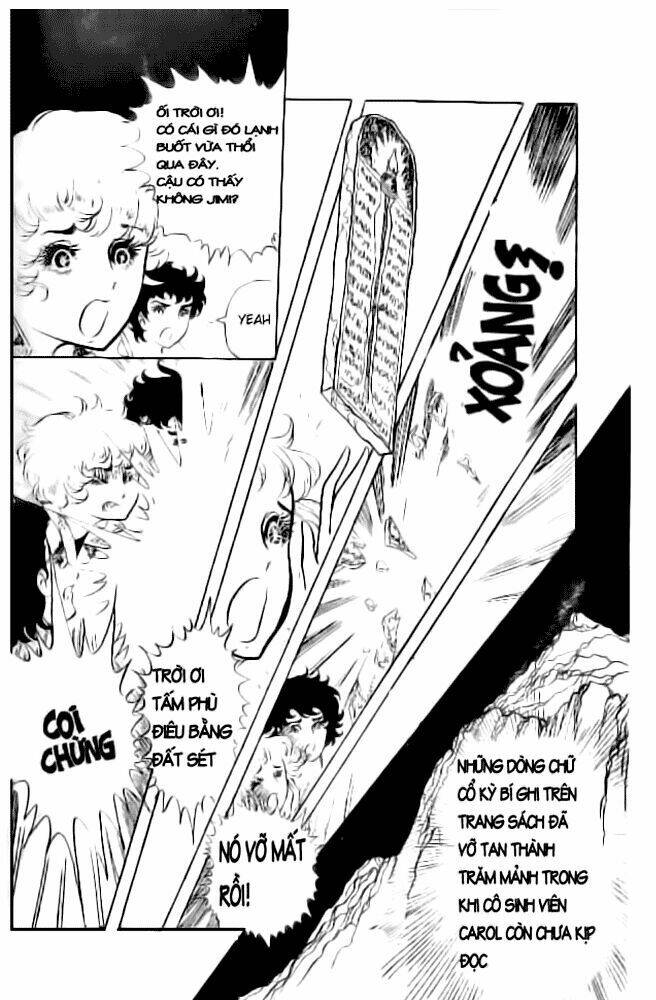 ỐI TRỜI ƠI!
CÓ CÁI GÌ ĐÓ LẠNH
BUỐT VỪA THỔI
QUA ĐÂY.
CẬU CÓ THẤY
KHÔNG JIMI?
YEAH
XOẢNG
COI
CHỪNG
TRỜI ƠI
TẤM PHÙ
ĐIÊU BẰNG
ĐẤT SÉT
NÓ VỠ MẤT
RỒI!
NHỮNG DÒNG CHỮ
CỔ KỲ BÍ GHI TRÊN
TRANG SÁCH ĐÃ
VỠ TAN THÀNH
TRĂM MẢNH TRONG
KHI CÔ SINH VIÊN
CAROL CÒN CHƯA KỊP
ĐỌC